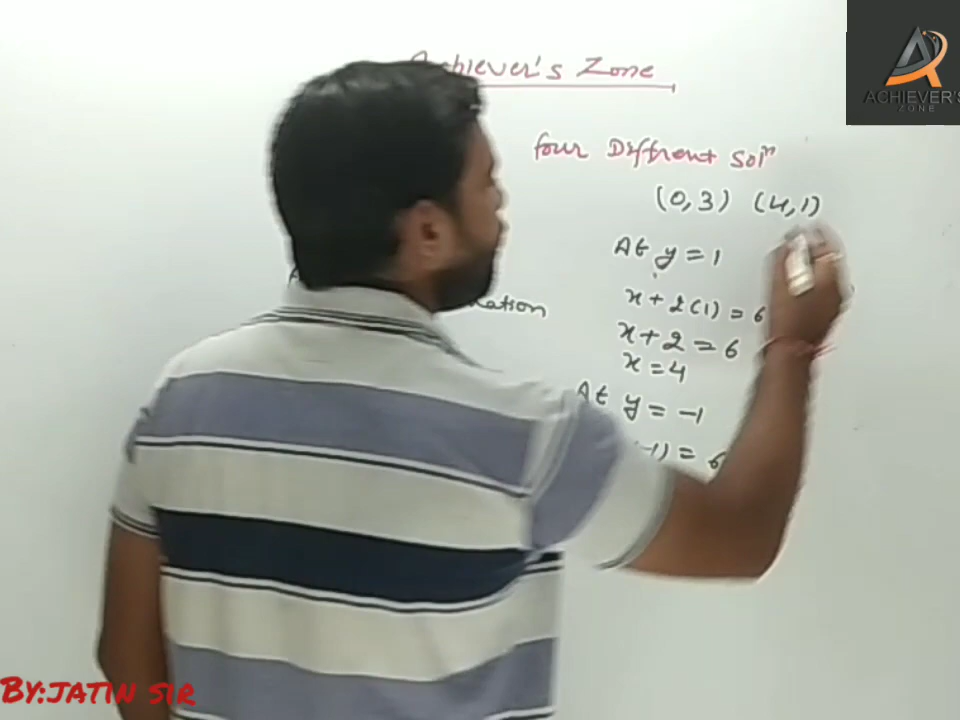 Achiever's Zone
ACHIEVER'S
ZONE
four Diffrent solⁿ
(0,3) (4,1)
At y = 1
x + 2(1) = 6
x + 2 = 6
x = 4
At y = -1
-1) = 6
By:JATIN SIR